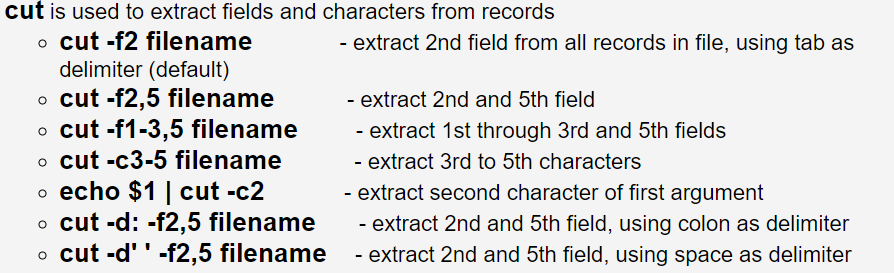 cut is used to extract fields and characters from records
cut -f2 filename - extract 2nd field from all records in file, using tab as
delimiter (default)
cut -f2,5 filename - extract 2nd and 5th field
cut -f1-3,5 filename - extract 1st through 3rd and 5th fields
cut -c3-5 filename - extract 3rd to 5th characters
echo $1 | cut -c2 - extract second character of first argument
cut -d: -f2,5 filename - extract 2nd and 5th field, using colon as delimiter
cut -d' ' -f2,5 filename - extract 2nd and 5th field, using space as delimiter